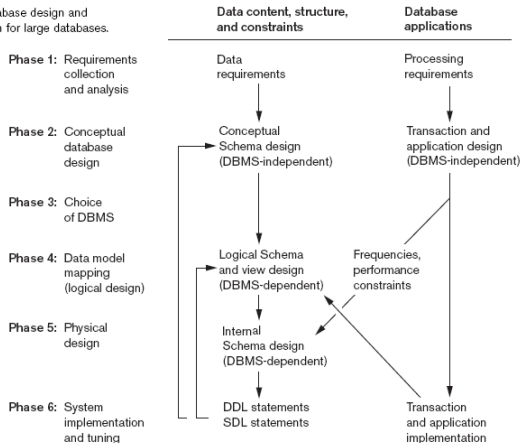 abase design and
n for large databases.
Data content, structure,
and constraints
Database
applications
Phase 1: Requirements
collection
and analysis
Data
requirements
Processing
requirements
Phase 2: Conceptual
database
design
Conceptual
Schema design
(DBMS-independent)
Transaction and
application design
(DBMS-independent)
Phase 3: Choice
of DBMS
Phase 4: Data model
mapping
(logical design)
Logical Schema
and view design
(DBMS-dependent)
Frequencies,
performance
constraints
Phase 5: Physical
design
Internal
Schema design
(DBMS-dependent)
Phase 6: System
implementation
and tuning
DDL statements
SDL statements
Transaction
and application
implementation